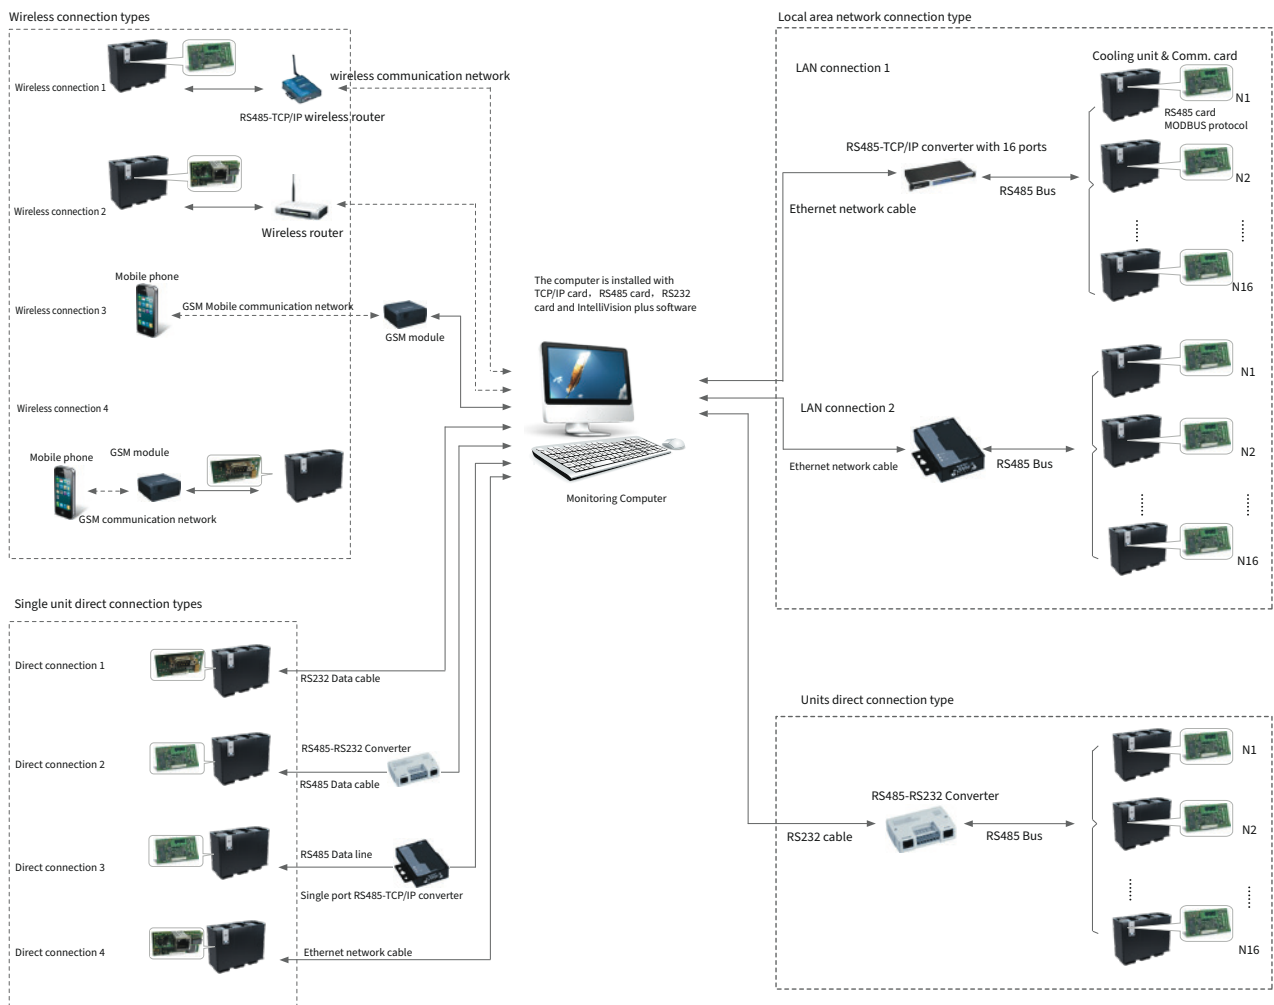 Wireless connection types
Wireless connection 1
RS485-TCP/IP wireless router
wireless communication network
Wireless connection 2
Wireless router
Mobile phone
Wireless connection 3
GSM Mobile communication network
GSM module
Wireless connection 4
Mobile phone
GSM module
GSM communication network
The computer is installed with
TCP/IP card, RS485 card, RS232
card and IntelliVision plus software
Monitoring Computer
Single unit direct connection types
Direct connection 1
RS232 Data cable
Direct connection 2
RS485-RS232 Converter
RS485 Data cable
Direct connection 3
RS485 Data line
Single port RS485-TCP/IP converter
Direct connection 4
Ethernet network cable
Local area network connection type
LAN connection 1
Cooling unit & Comm. card
N1
RS485 card
MODBUS protocol
RS485-TCP/IP converter with 16 ports
RS485 Bus
Ethernet network cable
N2
N16
LAN connection 2
Ethernet network cable
RS485 Bus
N1
N2
N16
Units direct connection type
RS485-RS232 Converter
RS232 cable
RS485 Bus
N1
N2
N16